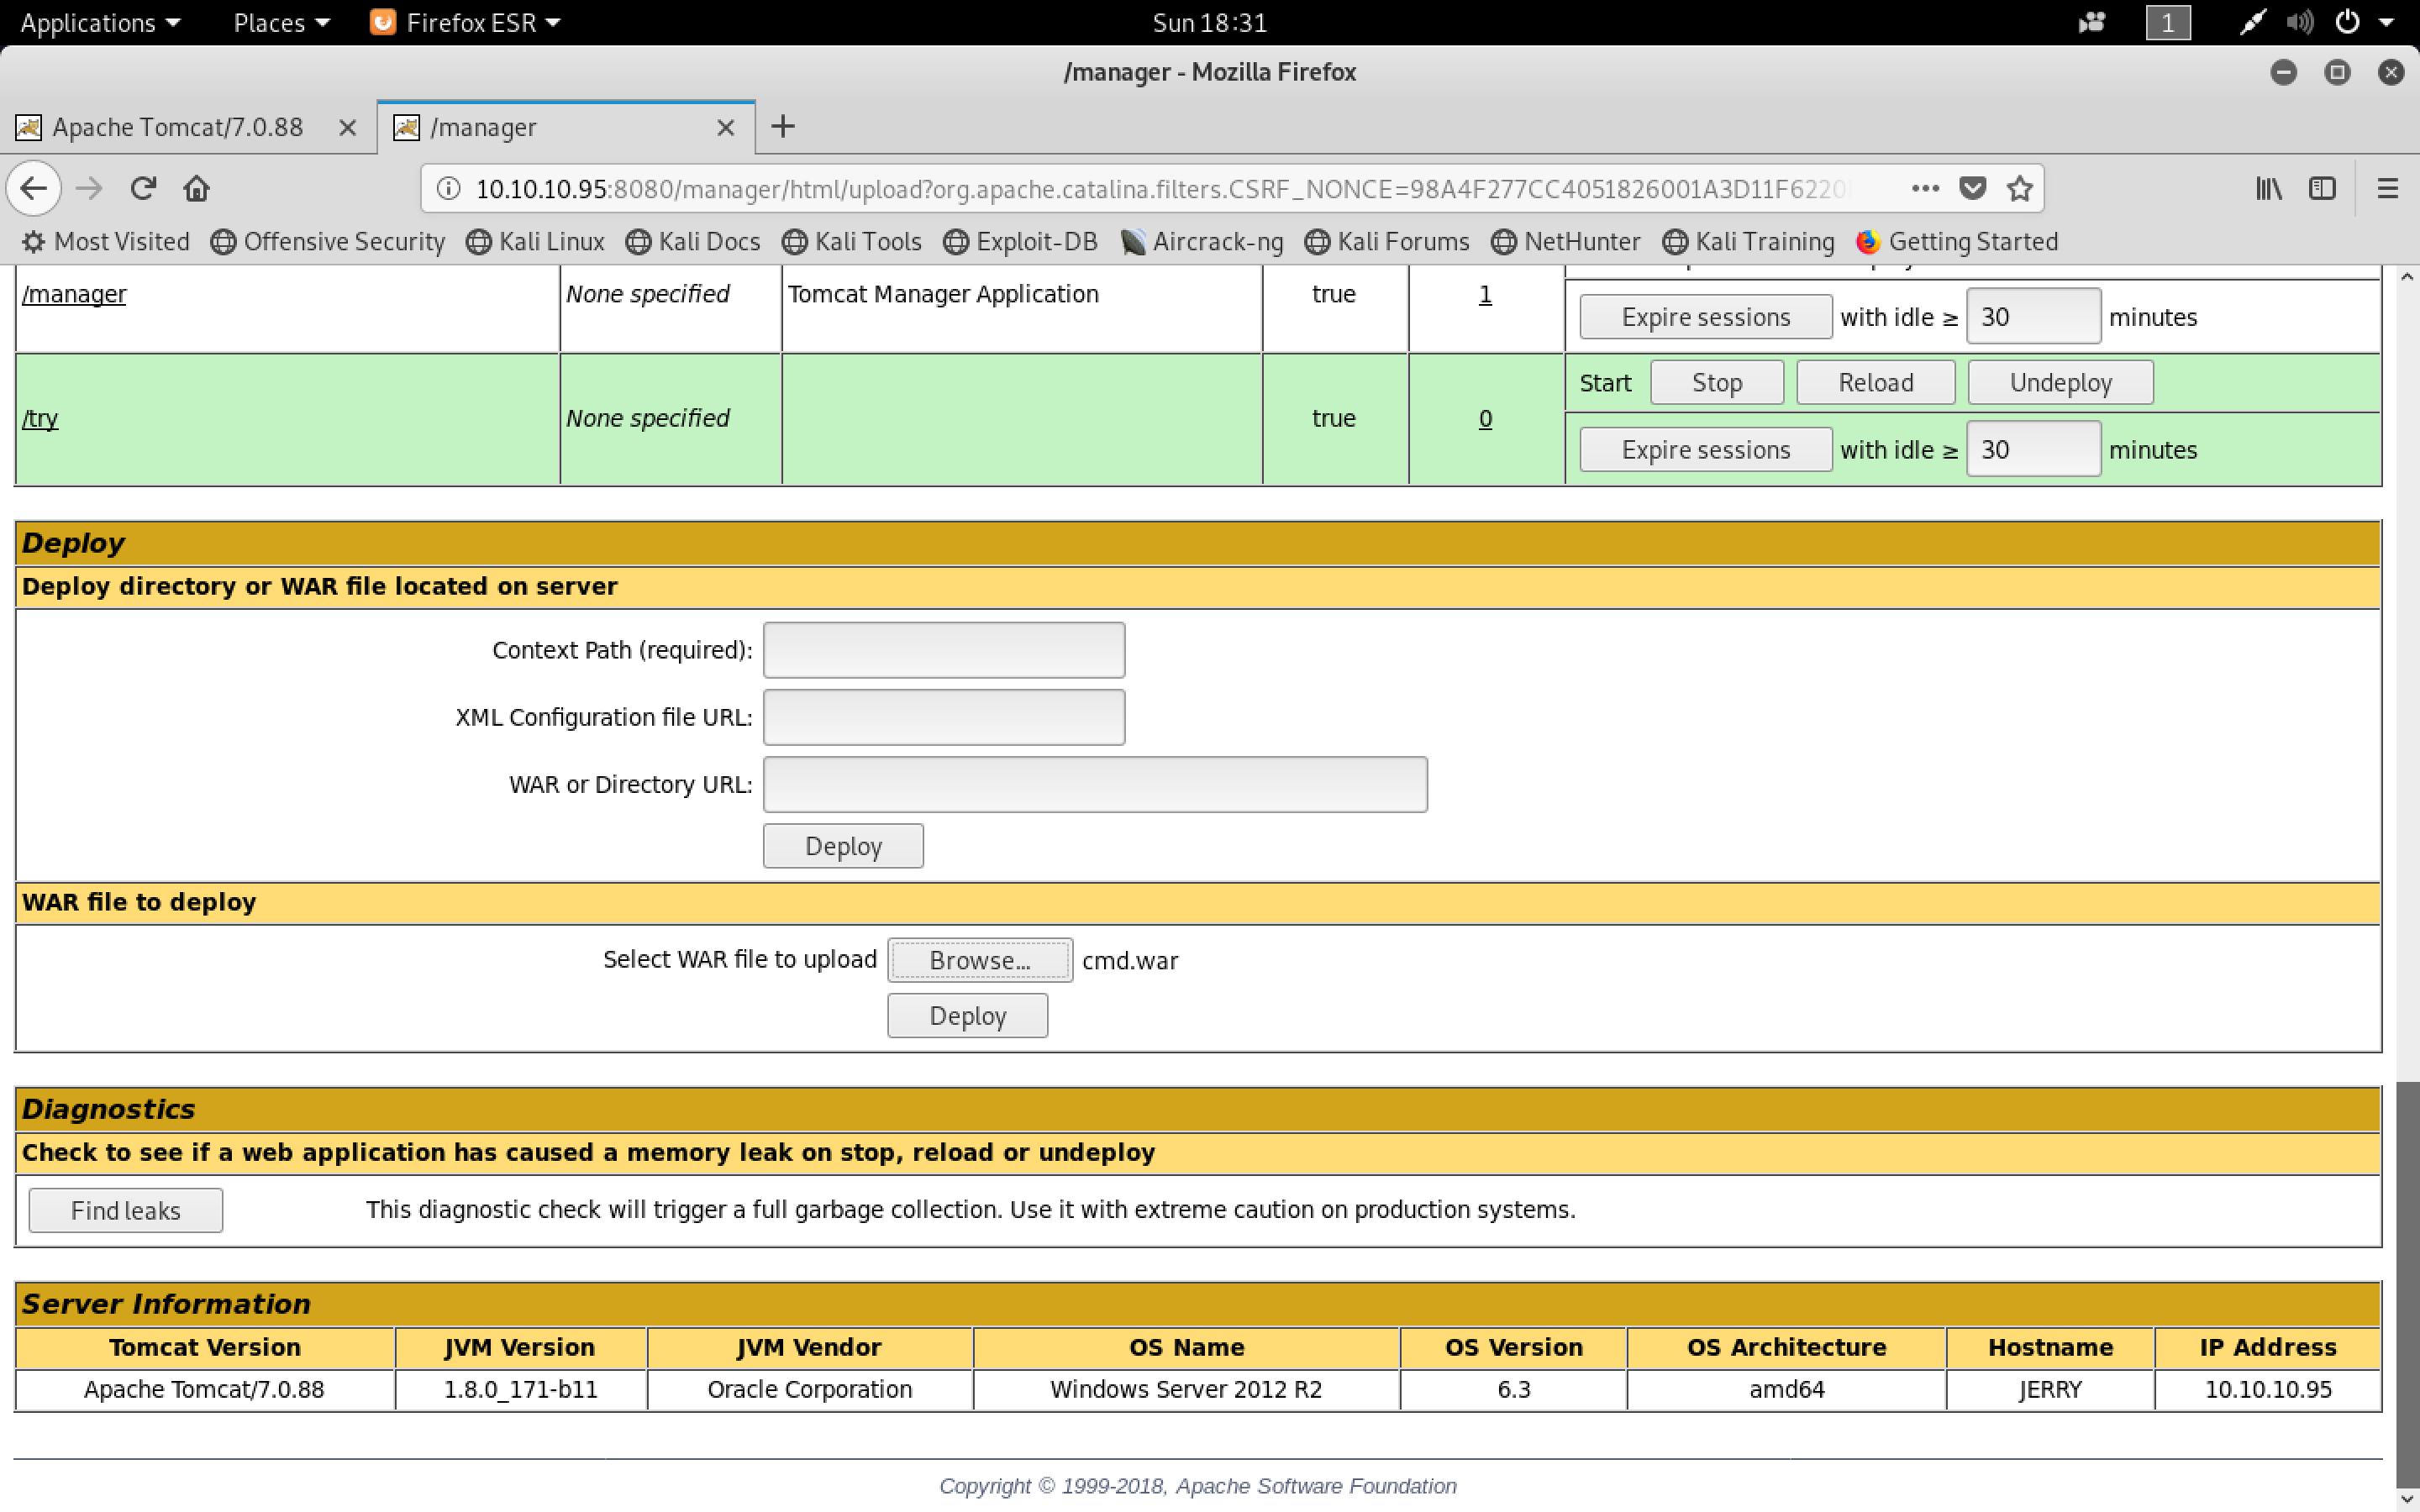 Applications Places Firefox ESR Sun 18:31 1
/manager - Mozilla Firefox
Apache Tomcat/7.0.88 /manager
10.10.10.95:8080/manager/html/upload?org.apache.catalina.filters.CSRF_NONCE=98A4F277CC4051826001A3D11F6220
Most Visited Offensive Security Kali Linux Kali Docs Kali Tools Exploit-DB Aircrack-ng Kali Forums NetHunter Kali Training Getting Started
/manager None specified Tomcat Manager Application true 1
Expire sessions with idle ≥ 30 minutes
Start Stop Reload Undeploy
/try None specified true 0
Expire sessions with idle ≥ 30 minutes
Deploy
Deploy directory or WAR file located on server
Context Path (required):
XML Configuration file URL:
WAR or Directory URL:
Deploy
WAR file to deploy
Select WAR file to upload Browse... cmd.war
Deploy
Diagnostics
Check to see if a web application has caused a memory leak on stop, reload or undeploy
Find leaks This diagnostic check will trigger a full garbage collection. Use it with extreme caution on production systems.
Server Information
Tomcat Version JVM Version JVM Vendor OS Name OS Version OS Architecture Hostname IP Address
Apache Tomcat/7.0.88 1.8.0_171-b11 Oracle Corporation Windows Server 2012 R2 6.3 amd64 JERRY 10.10.10.95
Copyright © 1999-2018, Apache Software Foundation